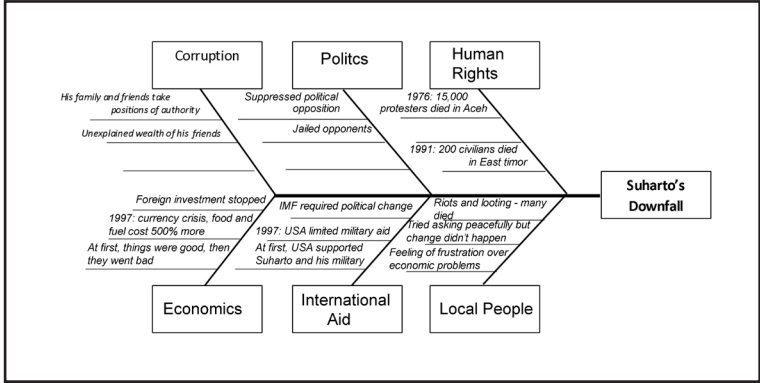 Corruption
Politcs
Human
Rights
His family and friends take
positions of authority
Unexplained wealth of his friends
Suppressed political
opposition
Jailed opponents
1976: 15,000
protesters died in Aceh
1991: 200 civilians died
in East timor
Suharto's
Downfall
Foreign investment stopped
1997: currency crisis, food and
fuel cost 500% more
At first, things were good, then
they went bad
IMF required political change
1997: USA limited military aid
At first, USA supported
Suharto and his military
Riots and looting - many
died
Tried asking peacefully but
change didn't happen
Feeling of frustration over
economic problems
Economics
International
Aid
Local People